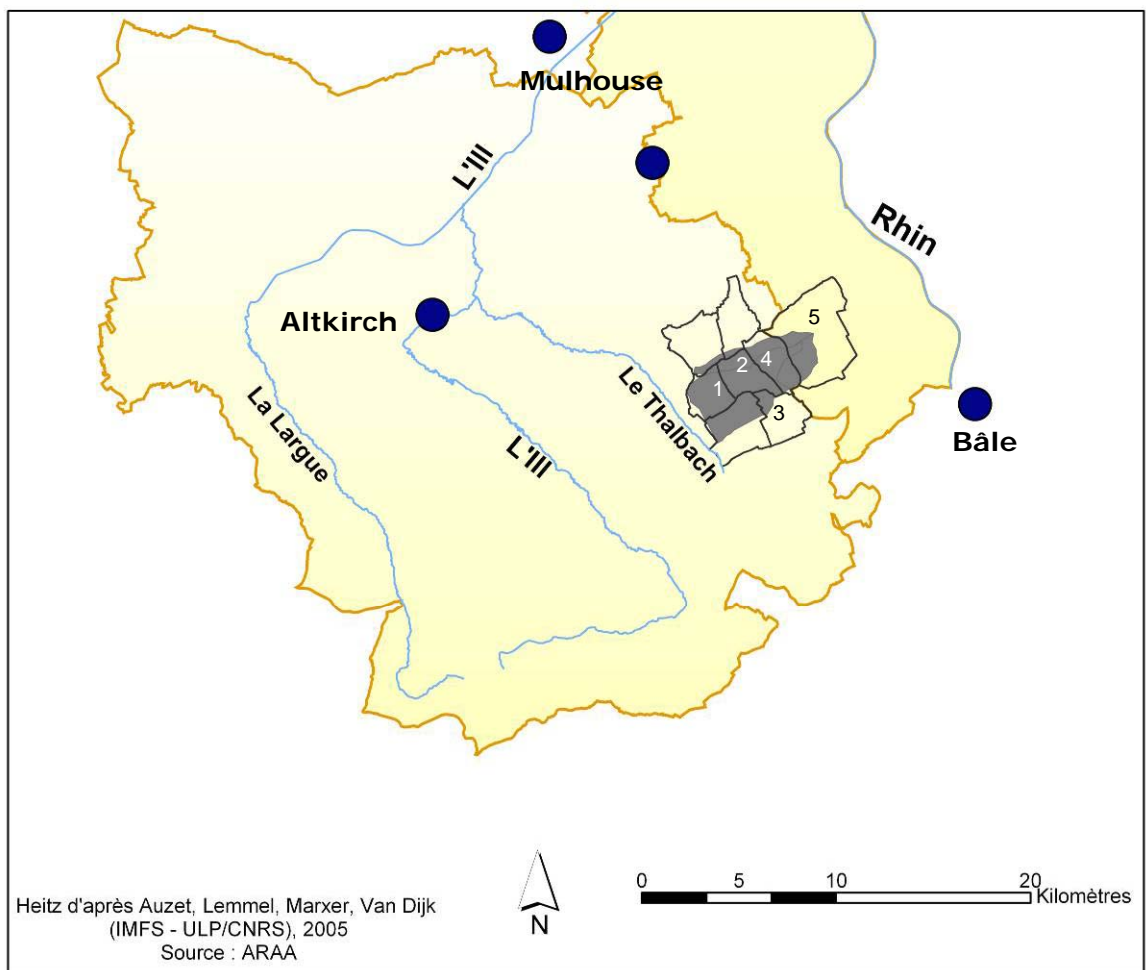 Mulhouse
L'Ill
Rhin
Altkirch
5
2
4
1
3
Le Thalbach
La Largue
L'Ill
Bâle
0 5 10 20
Kilomètres
N
Heitz d'après Auzet, Lemmel, Marxer, Van Dijk
(IMFS - ULP/CNRS), 2005
Source : ARAA